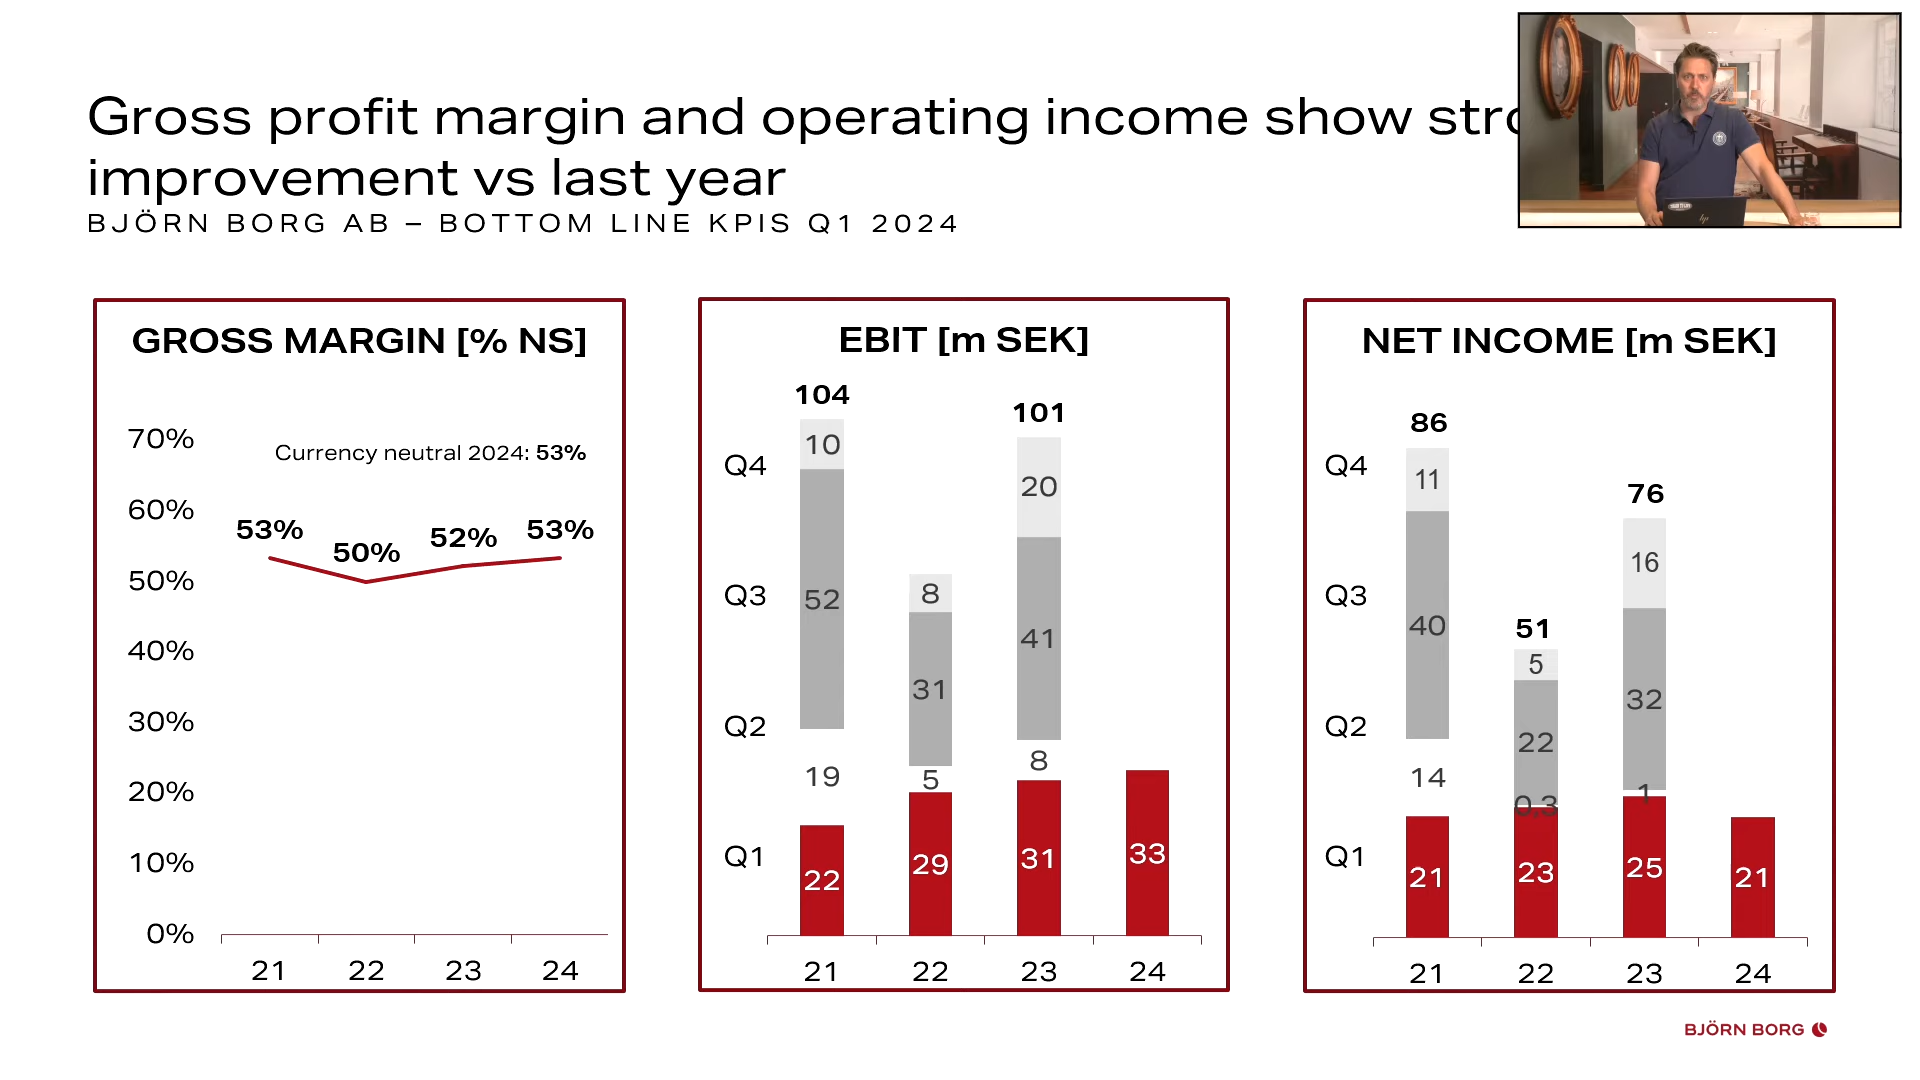 Gross profit margin and operating income show
improvement vs last year
BJÖRN BORG AB – BOTTOM LINE KPIS Q1 2024
GROSS MARGIN [% NS]
Currency neutral 2024: 53%
70%
60%
50%
40%
30%
20%
10%
0%
53% 50% 52% 53%
21 22 23 24
EBIT [m SEK]
Q4
Q3
Q2
Q1
104
10
52
19
22
8
31
5
29
101
20
41
8
31
33
21 22 23 24
NET INCOME [m SEK]
Q4
Q3
Q2
Q1
86
11
40
14
21
51
5
22
0,3
23
76
16
32
1
25
21
21 22 23 24
BJÖRN BORG